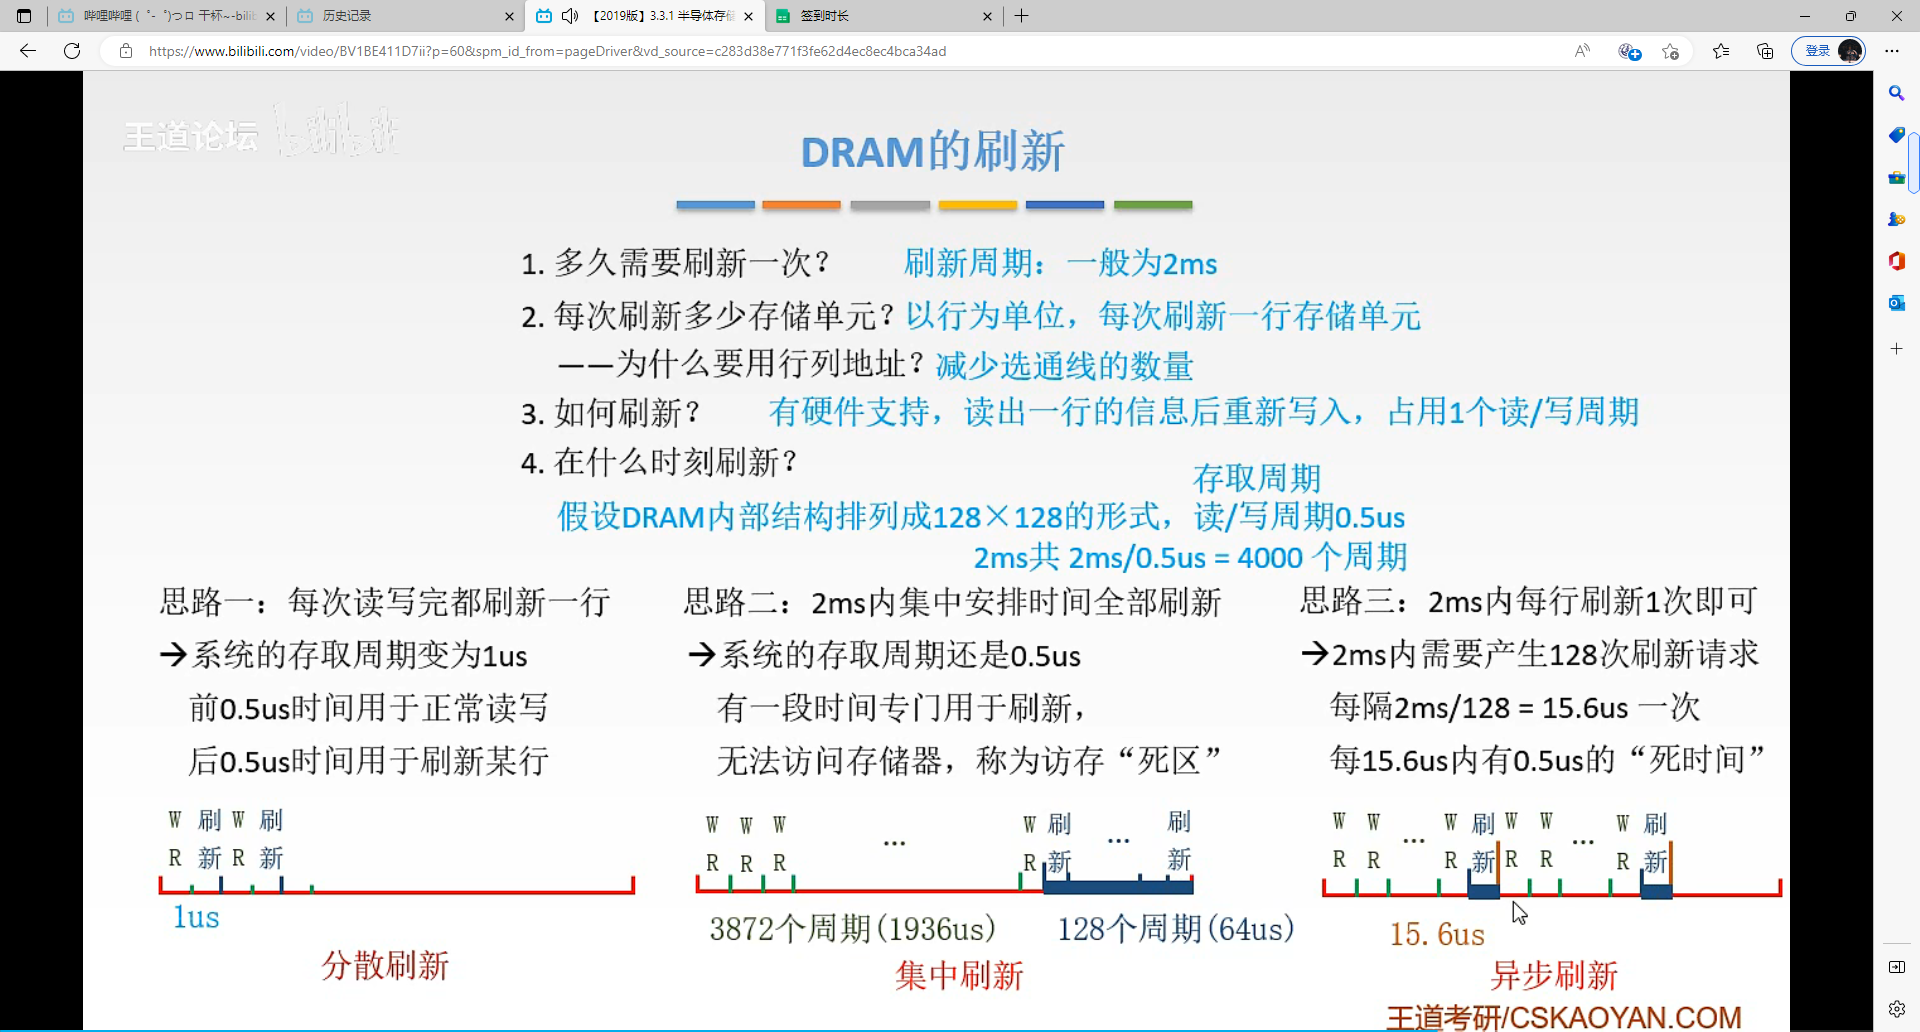 哔哩哔哩 (゜-゜)つロ 干杯~-bili
历史记录
【2019版】3.3.1 半导体存
签到时长
https://www.bilibili.com/video/BV1BE411D7ii?p=60&spm_id_from=pageDriver&vd_source=c283d38e771f3fe62d4ec8ec4bca34ad
登录
王道论坛 bilibili
DRAM的刷新
1. 多久需要刷新一次? 刷新周期：一般为2ms
2. 每次刷新多少存储单元? 以行为单位，每次刷新一行存储单元
——为什么要用行列地址? 减少选通线的数量
3. 如何刷新? 有硬件支持，读出一行的信息后重新写入，占用1个读/写周期
4. 在什么时刻刷新?
存取周期
假设DRAM内部结构排列成128×128的形式，读/写周期0.5us
2ms共 2ms/0.5us = 4000 个周期
思路一：每次读写完都刷新一行
→系统的存取周期变为1us
前0.5us时间用于正常读写
后0.5us时间用于刷新某行
W 刷 W 刷
R 新 R 新
1us
分散刷新
思路二：2ms内集中安排时间全部刷新
→系统的存取周期还是0.5us
有一段时间专门用于刷新，
无法访问存储器，称为访存“死区”
W W W ... W 刷 ... 刷
R R R R 新 新
3872个周期(1936us) 128个周期(64us)
集中刷新
思路三：2ms内每行刷新1次即可
→2ms内需要产生128次刷新请求
每隔2ms/128 = 15.6us 一次
每15.6us内有0.5us的“死时间”
W W ... W 刷 W W ... W 刷
R R R 新 R R R 新
15.6us
异步刷新
王道考研/CSKAOYAN.COM